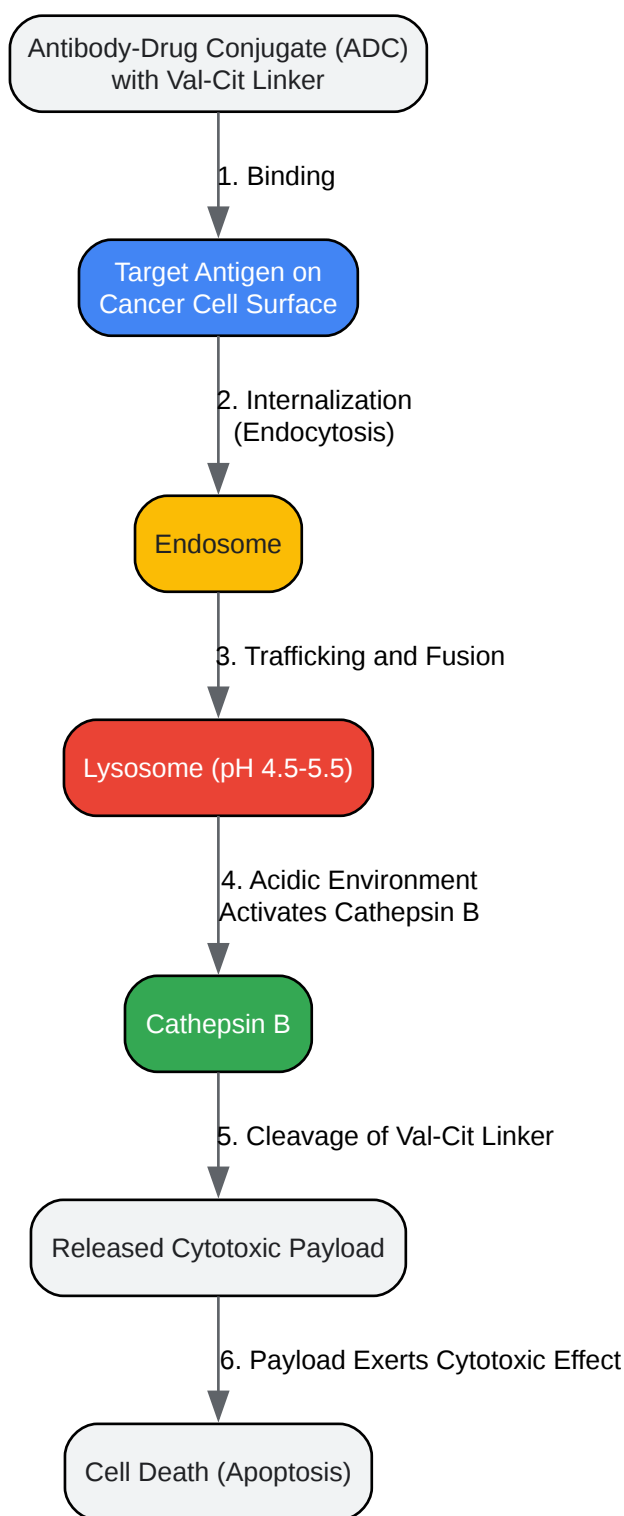 Antibody-Drug Conjugate (ADC)
with Val-Cit Linker
1. Binding
Target Antigen on
Cancer Cell Surface
2. Internalization
(Endocytosis)
Endosome
3. Trafficking and Fusion
Lysosome (pH 4.5-5.5)
4. Acidic Environment
Activates Cathepsin B
Cathepsin B
5. Cleavage of Val-Cit Linker
Released Cytotoxic Payload
6. Payload Exerts Cytotoxic Effect
Cell Death (Apoptosis)